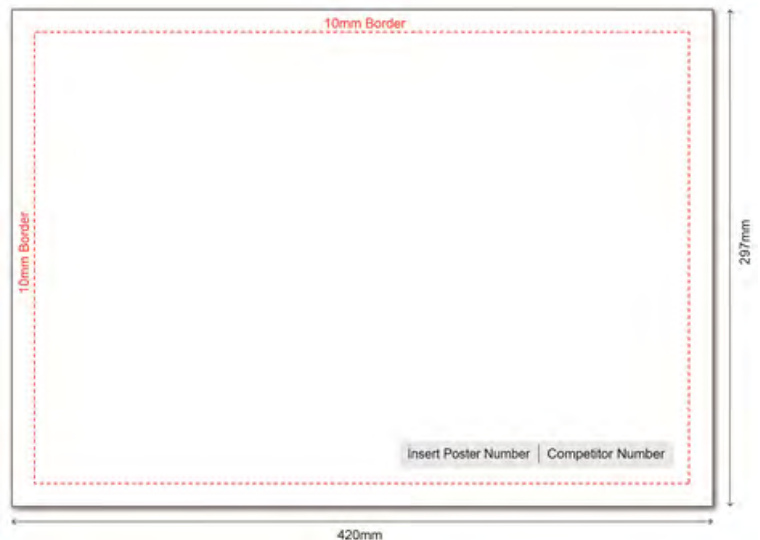 10mm Border
10mm Border
297mm
Insert Poster Number | Competitor Number
420mm